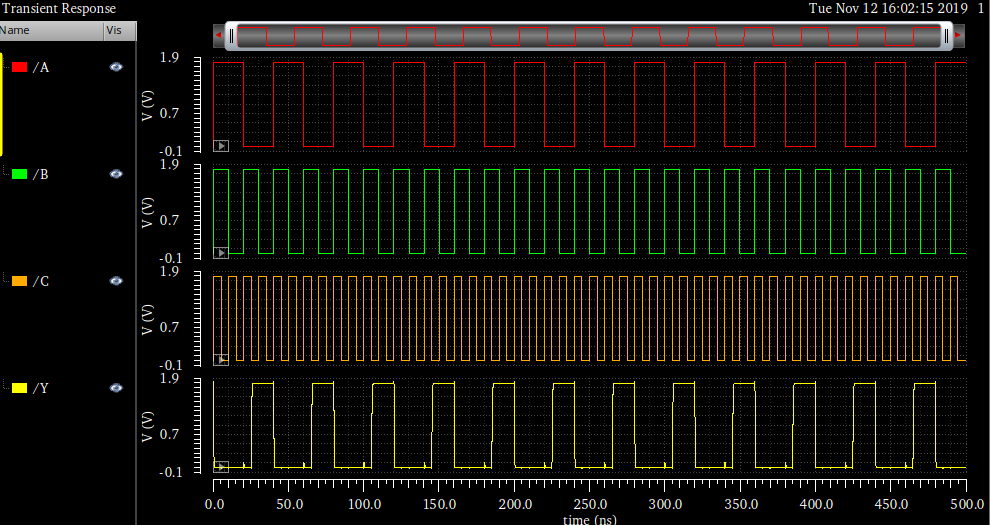 Transient Response
Tue Nov 12 16:02:15 2019 1
Name Vis
/A
1.9
0.7
-0.1
V (V)
/B
1.9
0.7
-0.1
V (V)
/C
1.9
0.7
-0.1
V (V)
/Y
1.9
0.7
-0.1
V (V)
0.0 50.0 100.0 150.0 200.0 250.0 300.0 350.0 400.0 450.0 500.0
time (ns)